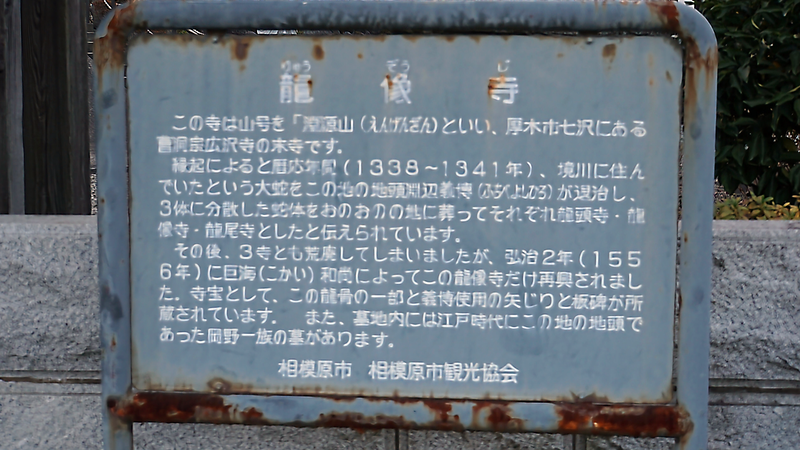 りゅう ぞう じ
龍像寺
この寺は山号を「淵源山(えんげんざん)といい、厚木市七沢にある
曹洞宗広沢寺の末寺です。
縁起によると暦応年間(1338～1341年)、境川に住ん
でいたという大蛇をこの地の地頭淵辺義博(ふちべよしひろ)が退治し、
3体に分散した蛇体をおのおのの地に葬ってそれぞれ龍頭寺・龍
像寺・龍尾寺としたと伝えられています。
その後、3寺とも荒廃してしまいましたが、弘治2年(155
6年)に巨海(こかい)和尚によってこの龍像寺だけ再興されまし
た。寺宝として、この龍骨の一部と義博使用の矢じりと板碑が所
蔵されています。 また、墓地内には江戸時代にこの地の地頭で
あった岡野一族の墓があります。
相模原市 相模原市観光協会